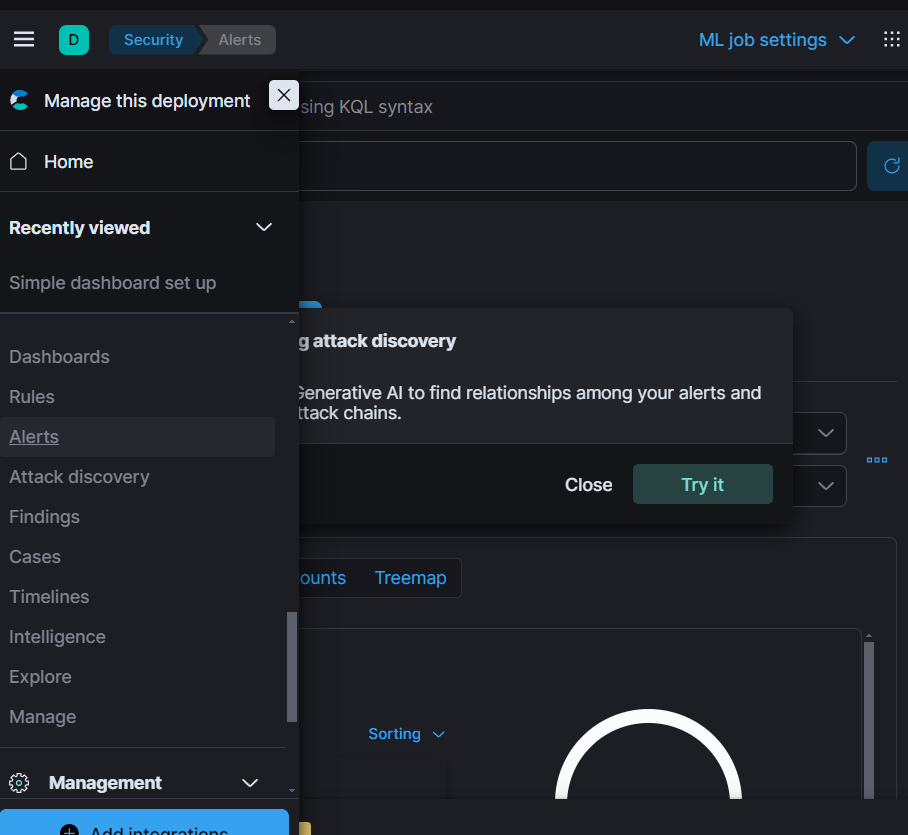 D
Security
Alerts
ML job settings
Manage this deployment
sing KQL syntax
Home
Recently viewed
Simple dashboard set up
g attack discovery
Generative AI to find relationships among your alerts and
ttack chains.
Close
Try it
Dashboards
Rules
Alerts
Attack discovery
Findings
Cases
Timelines
Intelligence
Explore
Manage
ounts
Treemap
Sorting
Management
Add integrations